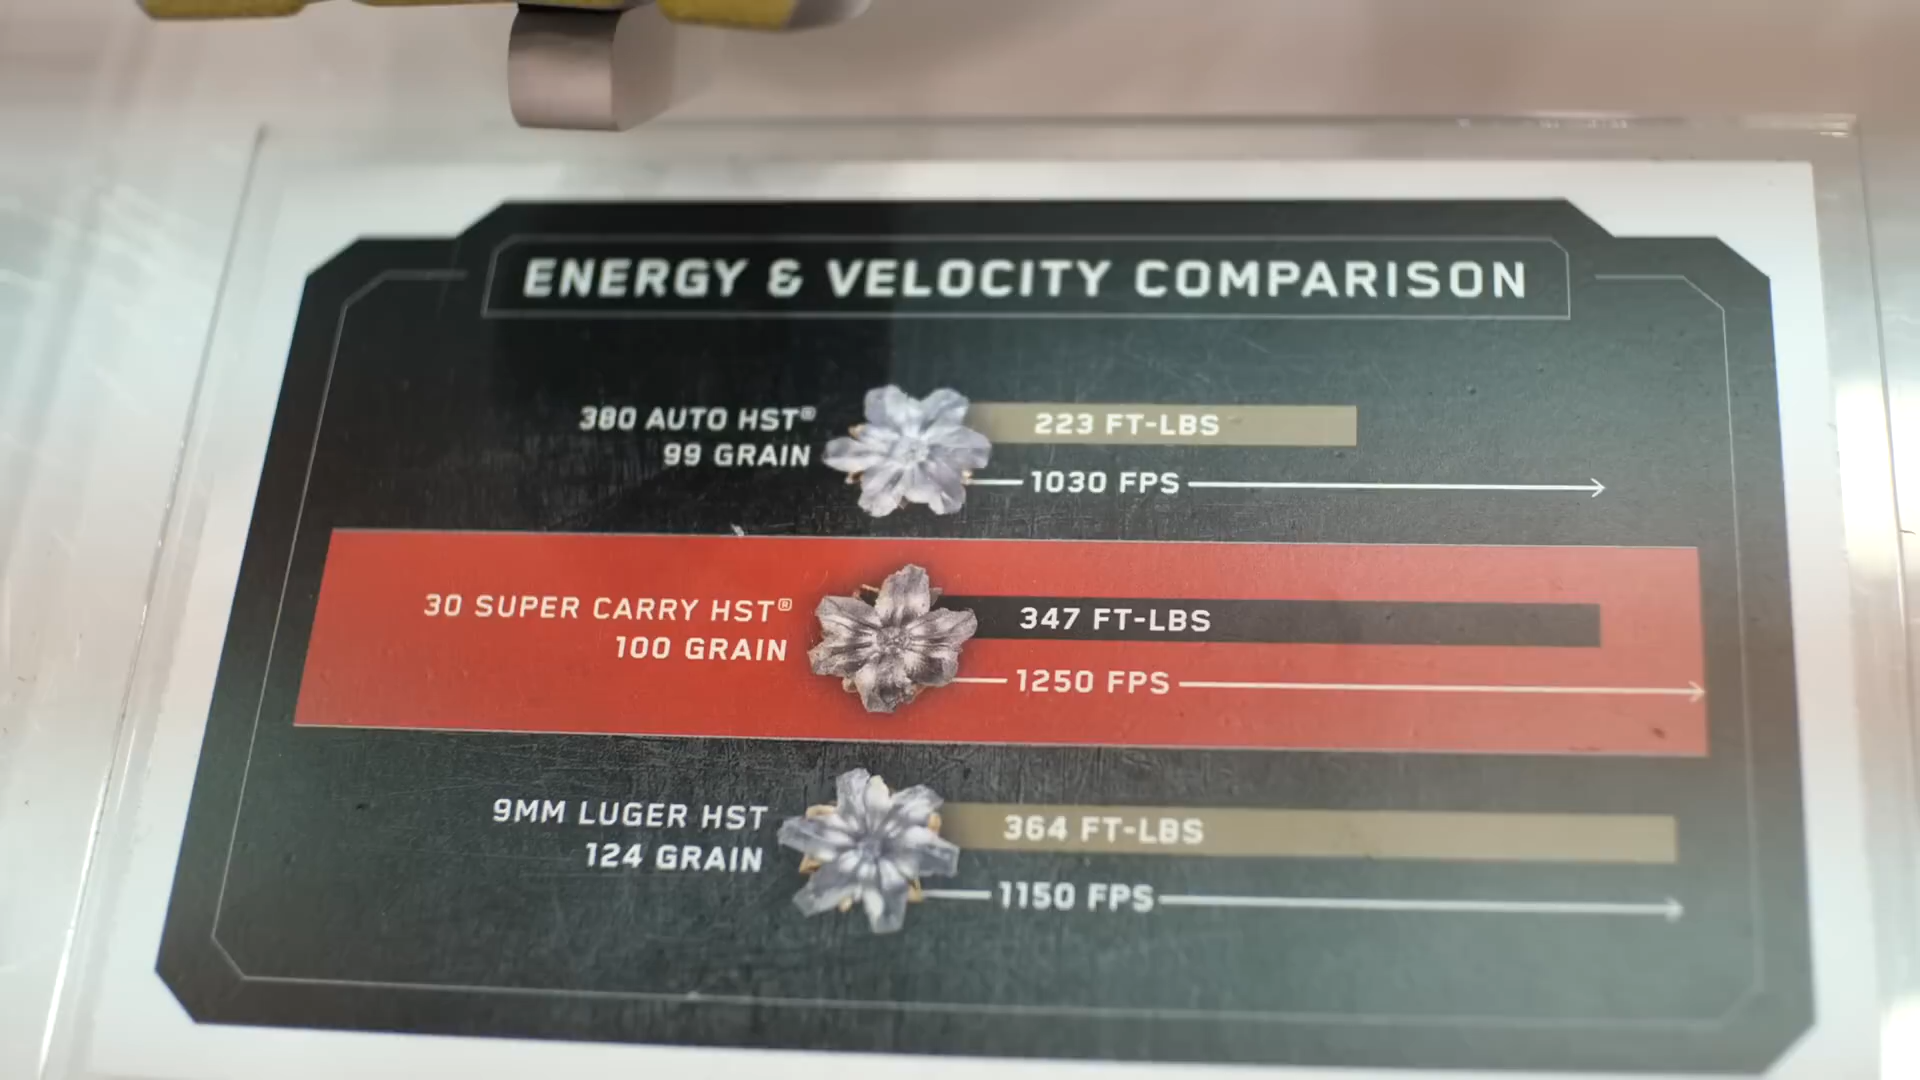 ENERGY & VELOCITY COMPARISON
380 AUTO HST®
99 GRAIN
223 FT-LBS
1030 FPS
30 SUPER CARRY HST®
100 GRAIN
347 FT-LBS
1250 FPS
9MM LUGER HST
124 GRAIN
364 FT-LBS
1150 FPS